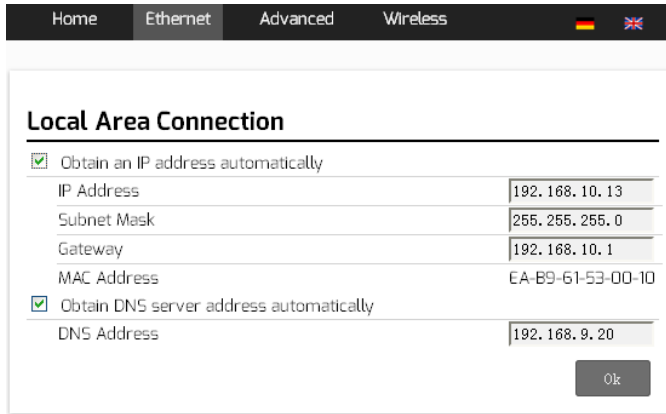 Home Ethernet Advanced Wireless
Local Area Connection
Obtain an IP address automatically
IP Address 192.168.10.13
Subnet Mask 255.255.255.0
Gateway 192.168.10.1
MAC Address EA-B9-61-53-00-10
Obtain DNS server address automatically
DNS Address 192.168.9.20
Ok